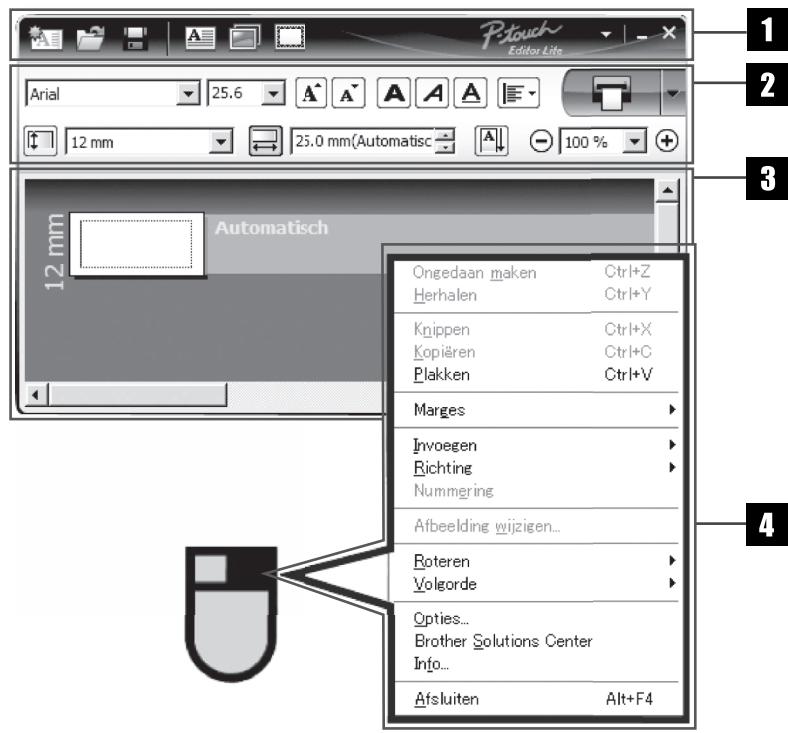 P-touch
Editor Lite
1
Arial 25.6 A A A A A
2
12 mm 25.0 mm(Automatisc A 100 %
3
12 mm
Automatisch
Ongedaan maken Ctrl+Z
Herhalen Ctrl+Y
Knippen Ctrl+X
Kopiëren Ctrl+C
Plakken Ctrl+V
Marges
Invoegen
Richting
Nummering
Afbeelding wijzigen...
4
Roteren
Volgorde
Opties...
Brother Solutions Center
Info...
Afsluiten Alt+F4